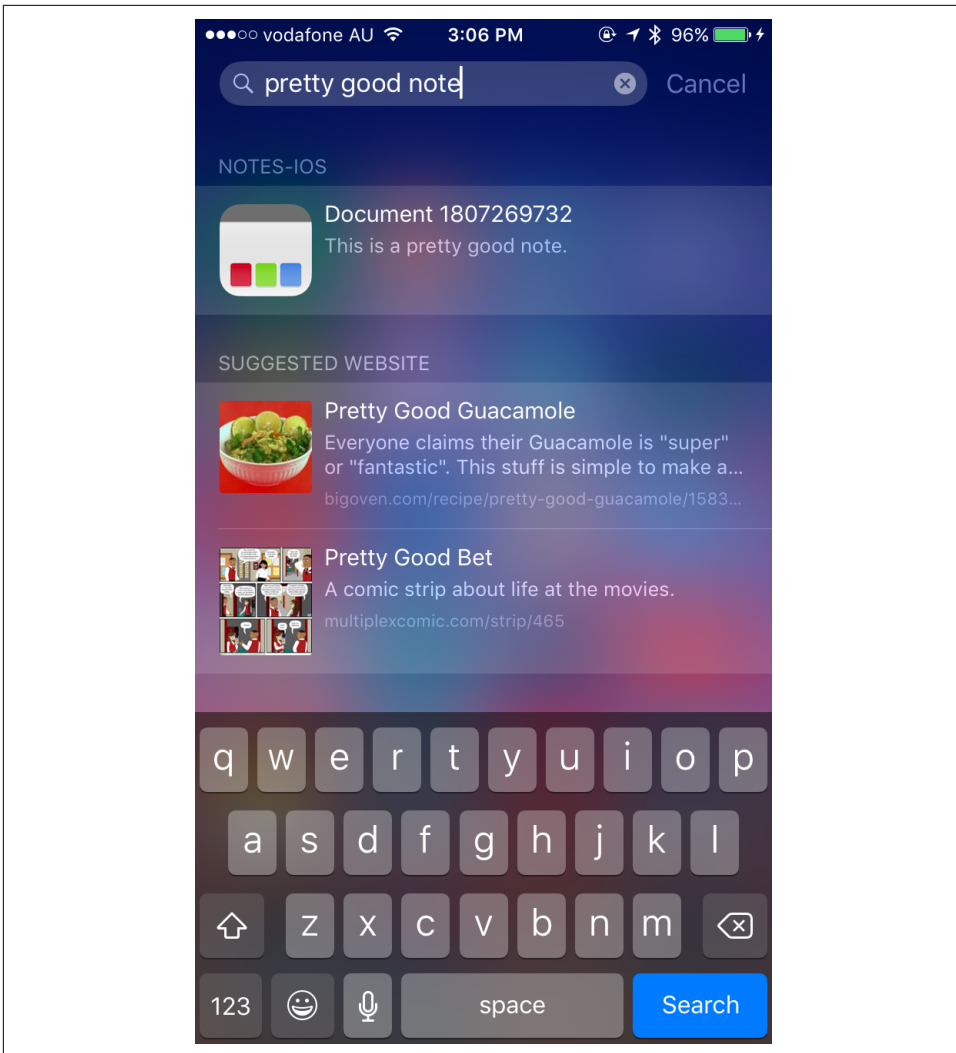 vodafone AU 3:06 PM 96%
pretty good note Cancel
NOTES-IOS
Document 1807269732
This is a pretty good note.
SUGGESTED WEBSITE
Pretty Good Guacamole
Everyone claims their Guacamole is "super"
or "fantastic". This stuff is simple to make a...
bigoven.com/recipe/pretty-good-guacamole/1583...
Pretty Good Bet
A comic strip about life at the movies.
multiplexcomic.com/strip/465
q w e r t y u i o p
a s d f g h j k l
z x c v b n m
123 space Search